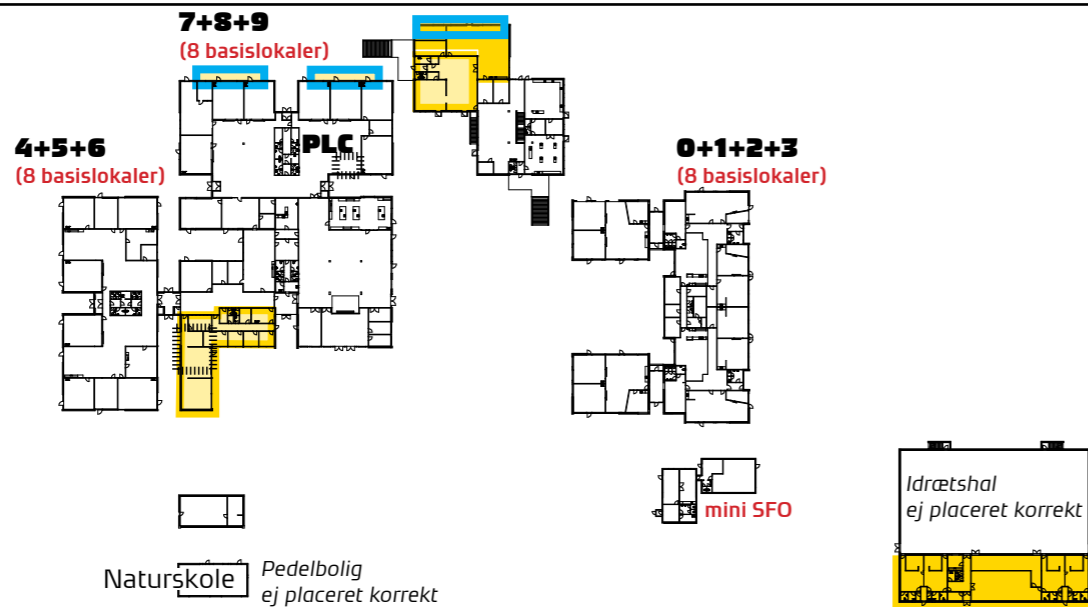 7+8+9
(8 basislokaler)
PLC
4+5+6
(8 basislokaler)
0+1+2+3
(8 basislokaler)
mini SFO
Idrætshal
ej placeret korrekt
Naturskole
Pedelbolig
ej placeret korrekt